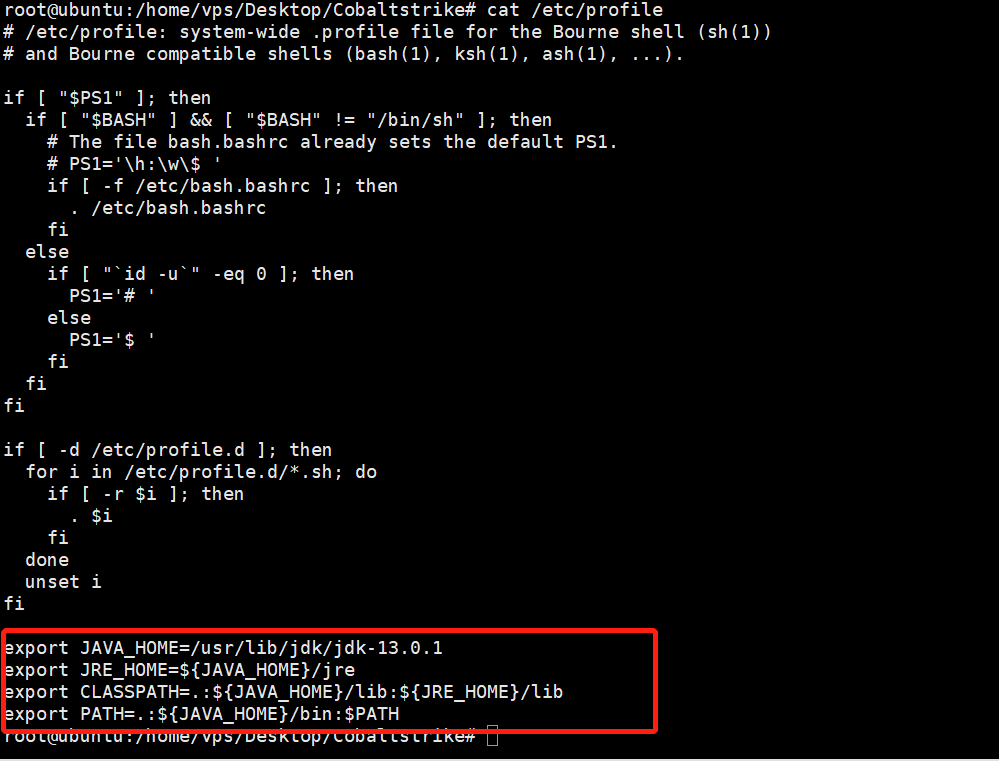 root@ubuntu:/home/vps/Desktop/Cobaltstrike# cat /etc/profile
# /etc/profile: system-wide .profile file for the Bourne shell (sh(1))
# and Bourne compatible shells (bash(1), ksh(1), ash(1), ...).

if [ "$PS1" ]; then
  if [ "$BASH" ] && [ "$BASH" != "/bin/sh" ]; then
    # The file bash.bashrc already sets the default PS1.
    # PS1='\h:\w\$ '
    if [ -f /etc/bash.bashrc ]; then
      . /etc/bash.bashrc
    fi
  else
    if [ "`id -u`" -eq 0 ]; then
      PS1='# '
    else
      PS1='$ '
    fi
  fi
fi

if [ -d /etc/profile.d ]; then
  for i in /etc/profile.d/*.sh; do
    if [ -r $i ]; then
      . $i
    fi
  done
  unset i
fi

export JAVA_HOME=/usr/lib/jdk/jdk-13.0.1
export JRE_HOME=${JAVA_HOME}/jre
export CLASSPATH=.:${JAVA_HOME}/lib:${JRE_HOME}/lib
export PATH=.:${JAVA_HOME}/bin:$PATH
root@ubuntu:/home/vps/Desktop/Cobaltstrike#